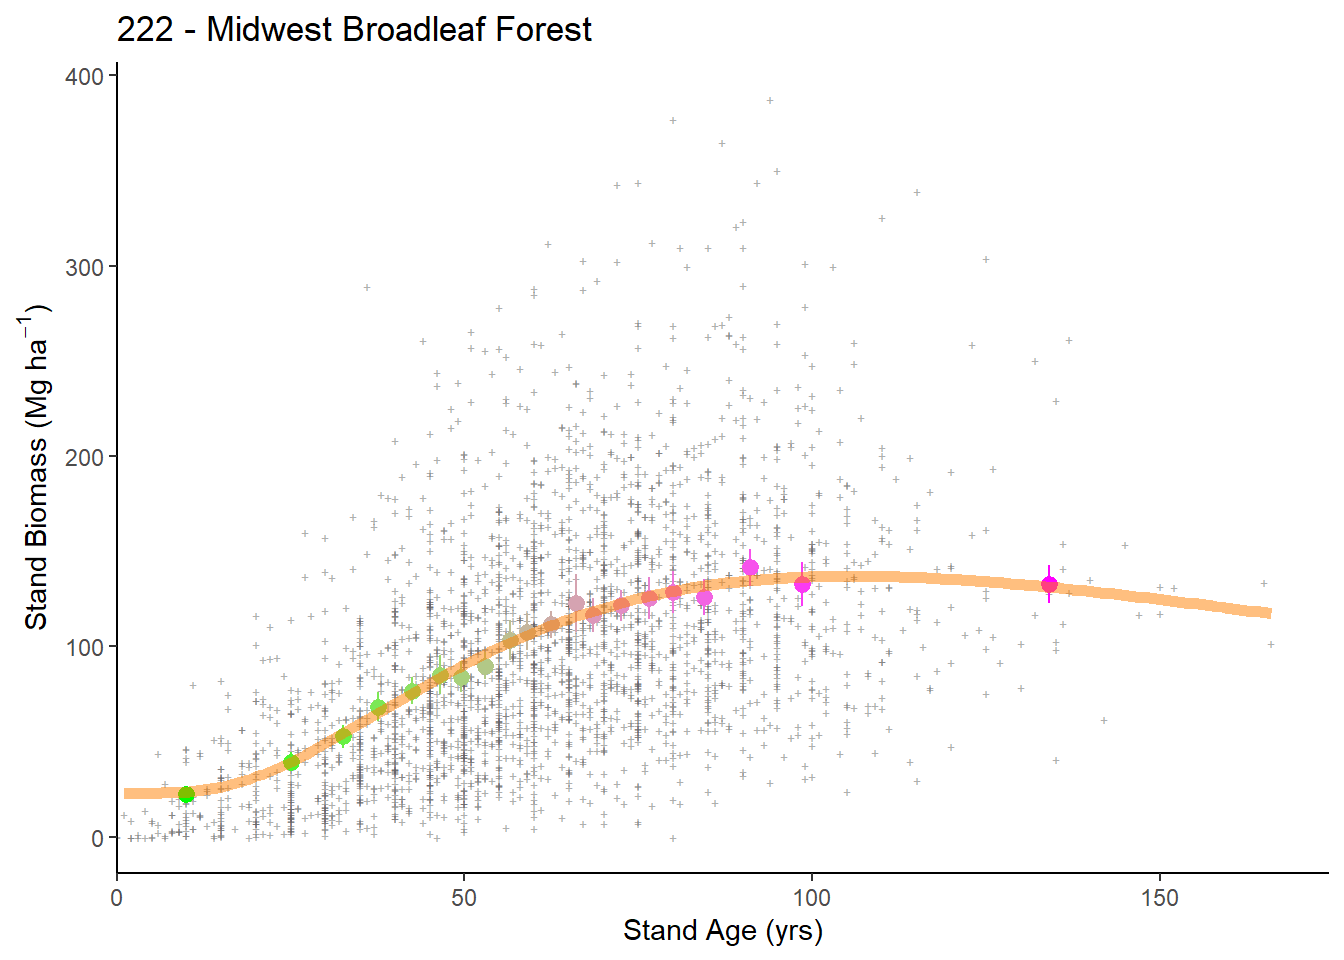 222 - Midwest Broadleaf Forest
400
300
200
100
0
Stand Biomass (Mg ha⁻¹)
0 50 100 150
Stand Age (yrs)